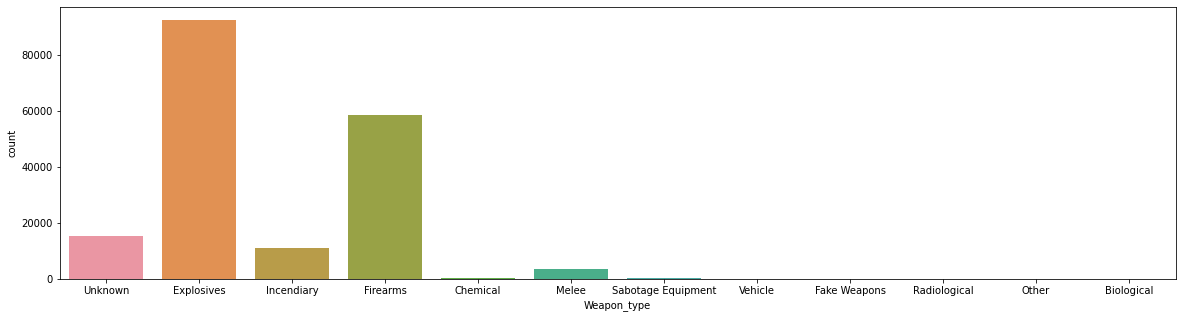 80000
60000
40000
20000
0
count
Unknown Explosives Incendiary Firearms Chemical Melee Sabotage Equipment Vehicle Fake Weapons Radiological Other Biological
Weapon_type